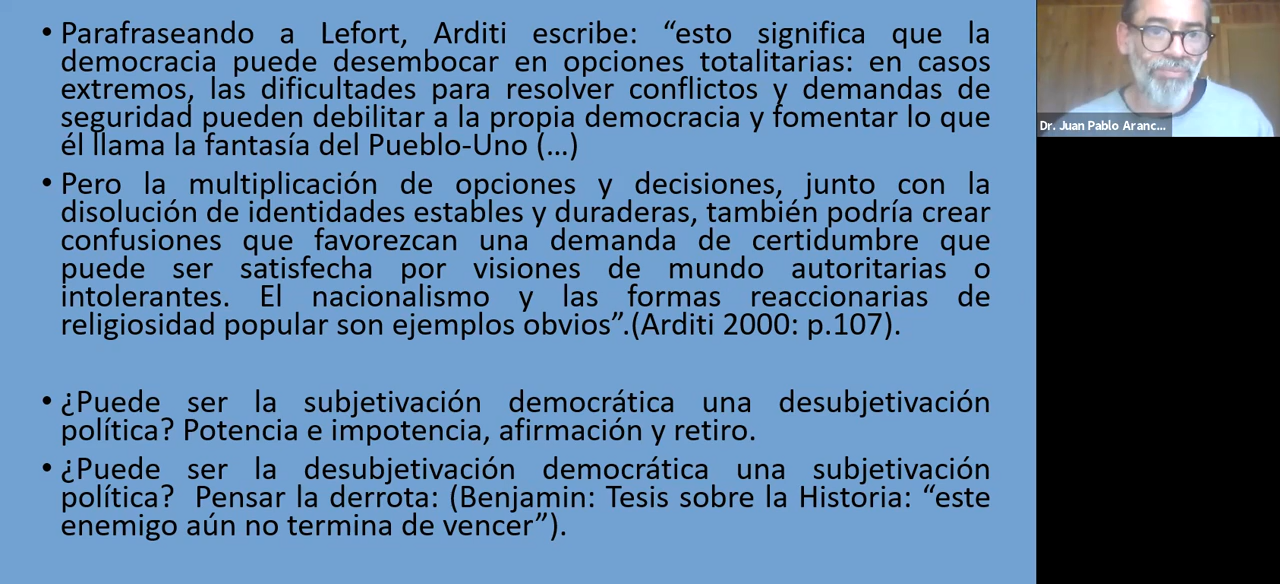 • Parafraseando a Lefort, Arditi escribe: “esto significa que la
democracia puede desembocar en opciones totalitarias: en casos
extremos, las dificultades para resolver conflictos y demandas de
seguridad pueden debilitar a la propia democracia y fomentar lo que
él llama la fantasía del Pueblo-Uno (…)
• Pero la multiplicación de opciones y decisiones, junto con la
disolución de identidades estables y duraderas, también podría crear
confusiones que favorezcan una demanda de certidumbre que
puede ser satisfecha por visiones de mundo autoritarias o
intolerantes. El nacionalismo y las formas reaccionarias de
religiosidad popular son ejemplos obvios”.(Arditi 2000: p.107).
• ¿Puede ser la subjetivación democrática una desubjetivación
política? Potencia e impotencia, afirmación y retiro.
• ¿Puede ser la desubjetivación democrática una subjetivación
política? Pensar la derrota: (Benjamin: Tesis sobre la Historia: “este
enemigo aún no termina de vencer”).
Dr. Juan Pablo Aranc...